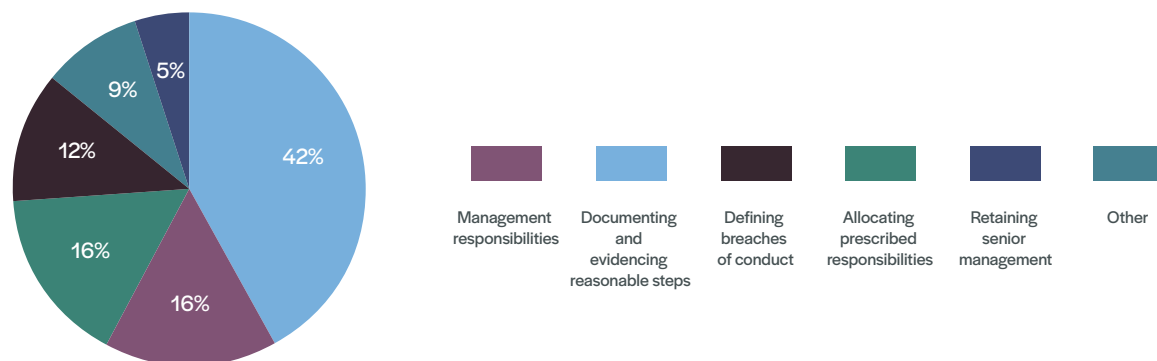 5%
9%
42%
12%
16%
16%
Management
responsibilities
Documenting
and
evidencing
reasonable steps
Defining
breaches
of conduct
Allocating
prescribed
responsibilities
Retaining
senior
management
Other